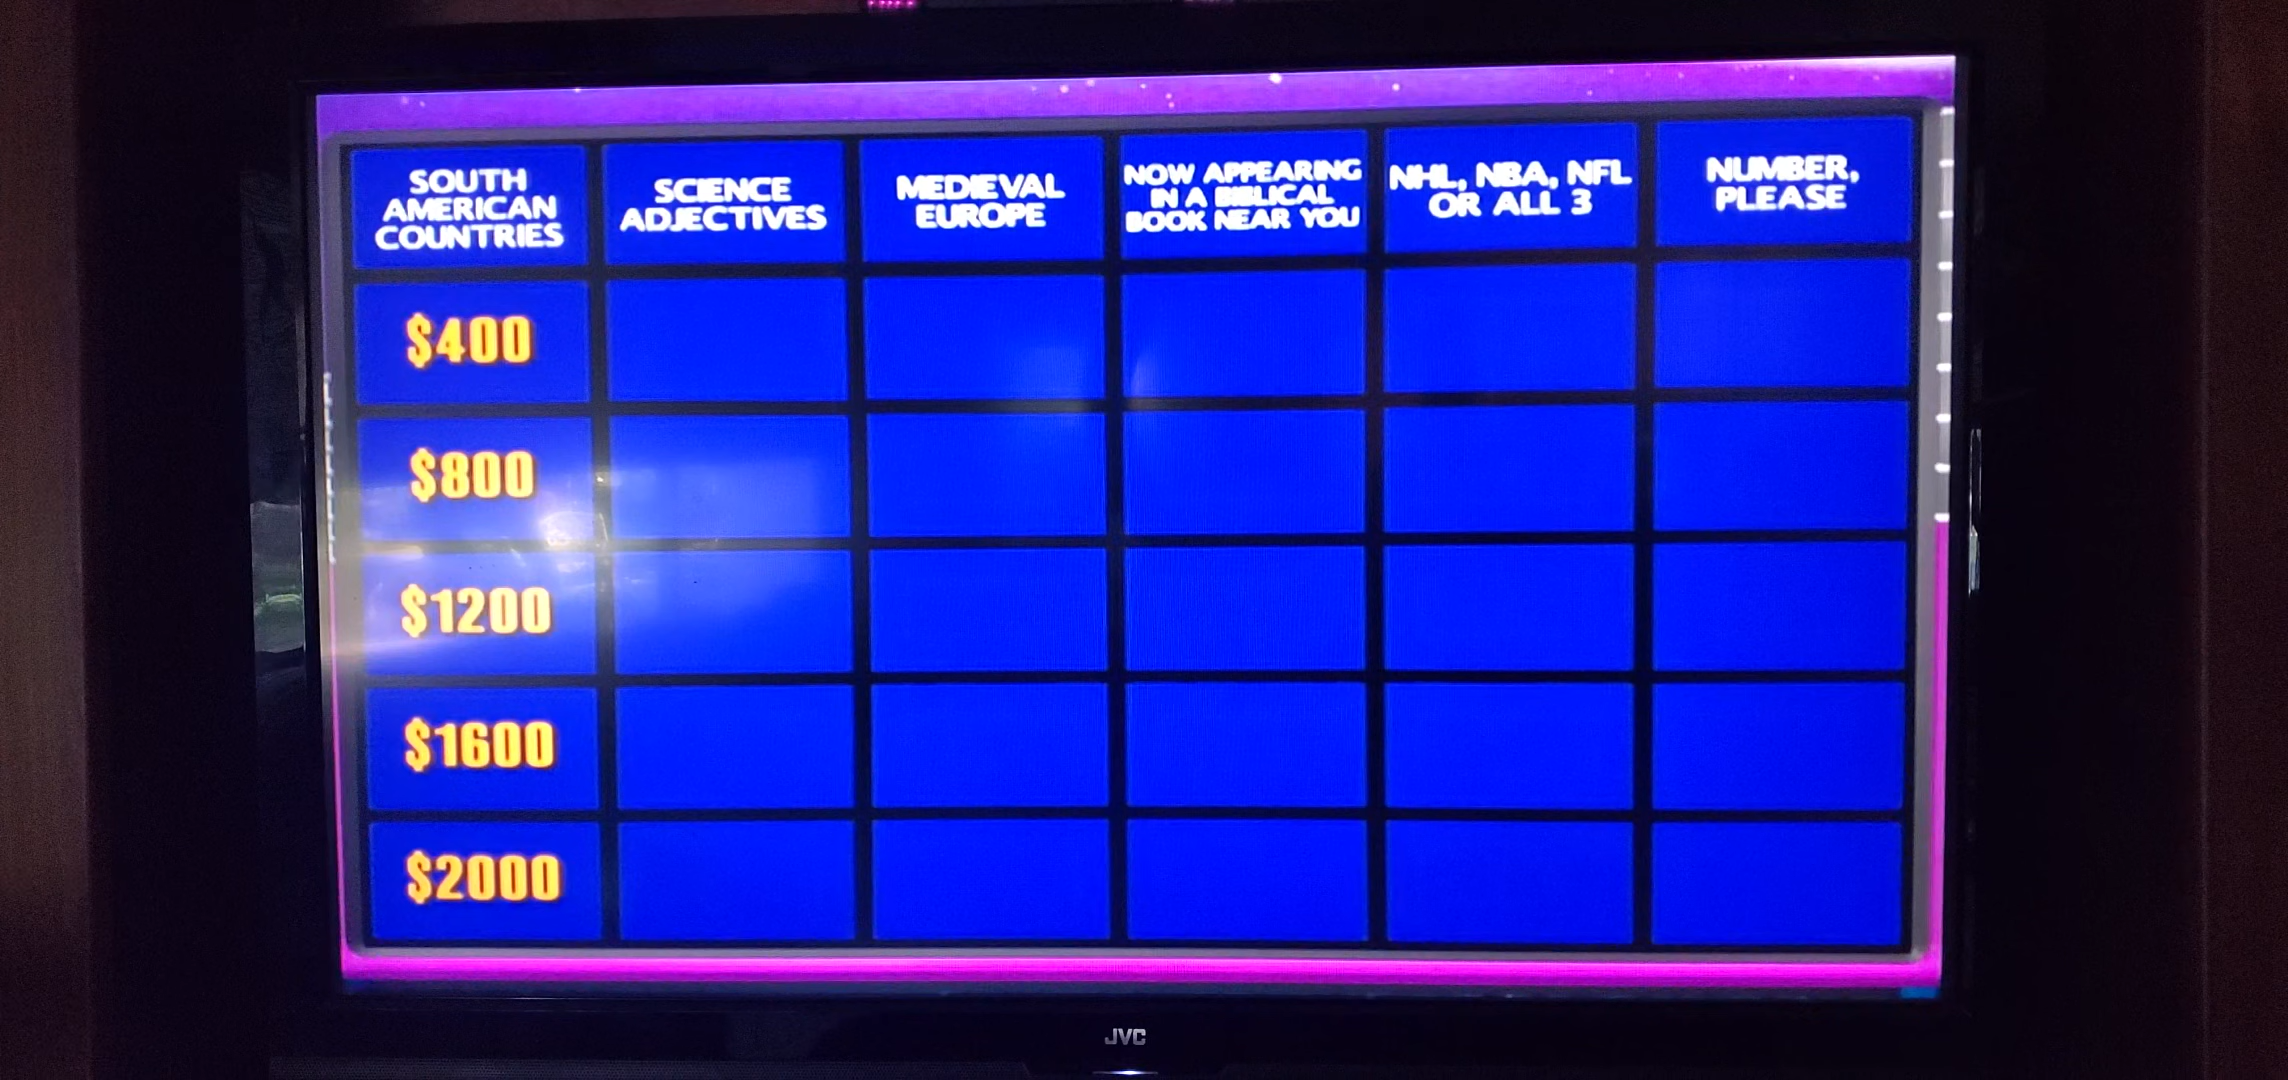 SOUTH
AMERICAN
COUNTRIES
SCIENCE
ADJECTIVES
MEDIEVAL
EUROPE
NOW APPEARING
IN A BIBLICAL
BOOK NEAR YOU
NHL, NBA, NFL
OR ALL 3
NUMBER,
PLEASE
$400
$800
$1200
$1600
$2000
JVC